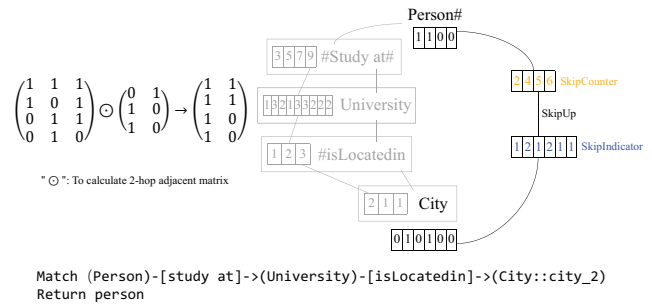 Person#
1 1 0 0
3 5 7 9 #Study at#
2 4 5 6 SkipCounter
1 1 1
1 0 1
0 1 1
0 1 0
⊙
0 1
1 0
1 0
→
1 1
1 1
1 0
1 0
1 3 2 1 3 3 2 2 2 University
SkipUp
1 2 3 #isLocatedin
1 2 1 2 1 1 SkipIndicator
" ⊙ ": To calculate 2-hop adjacent matrix
2 1 1 City
0 1 0 1 0 0
Match (Person)-[study at]->(University)-[isLocatedin]->(City::city_2)
Return person